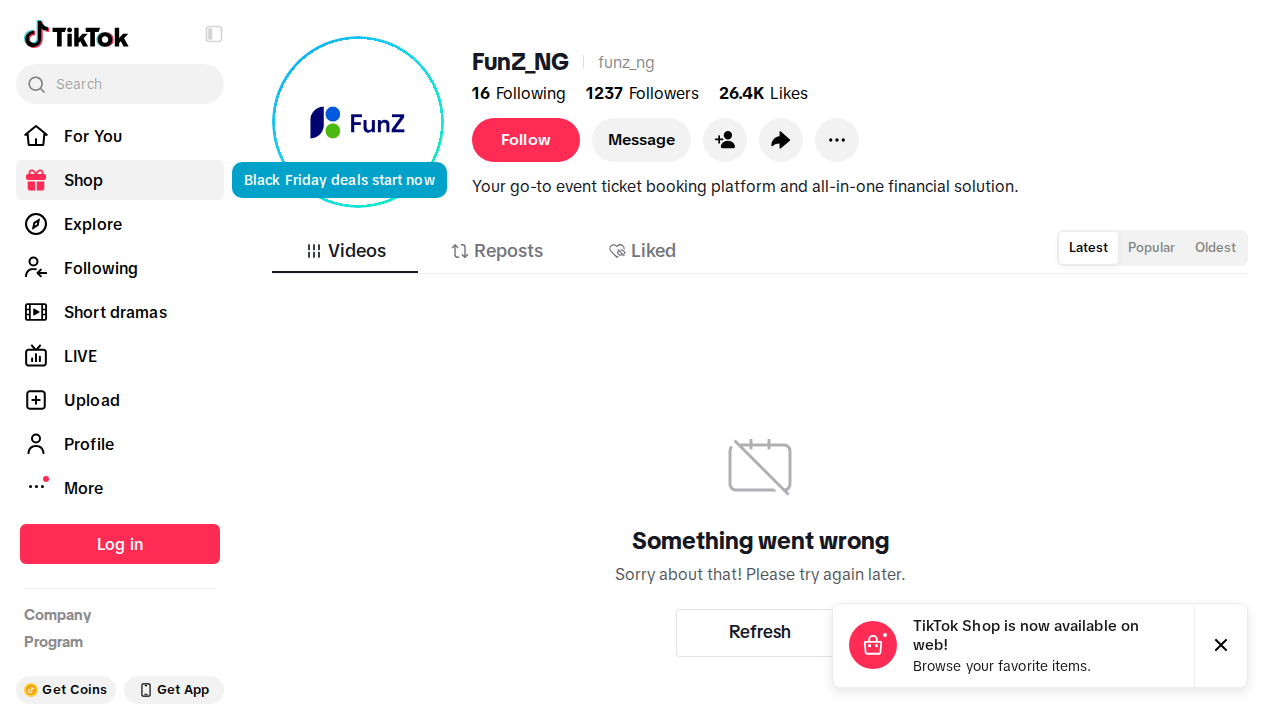 TikTok
Search
For You
Shop
Explore
Following
Short dramas
LIVE
Upload
Profile
More
Log in
Company
Program
Get Coins
Get App
FunZ
Black Friday deals start now
FunZ_NG
funz_ng
16 Following 1237 Followers 26.4K Likes
Follow
Message
Your go-to event ticket booking platform and all-in-one financial solution.
Videos
Reposts
Liked
Latest
Popular
Oldest
Something went wrong
Sorry about that! Please try again later.
Refresh
TikTok Shop is now available on
web!
Browse your favorite items.